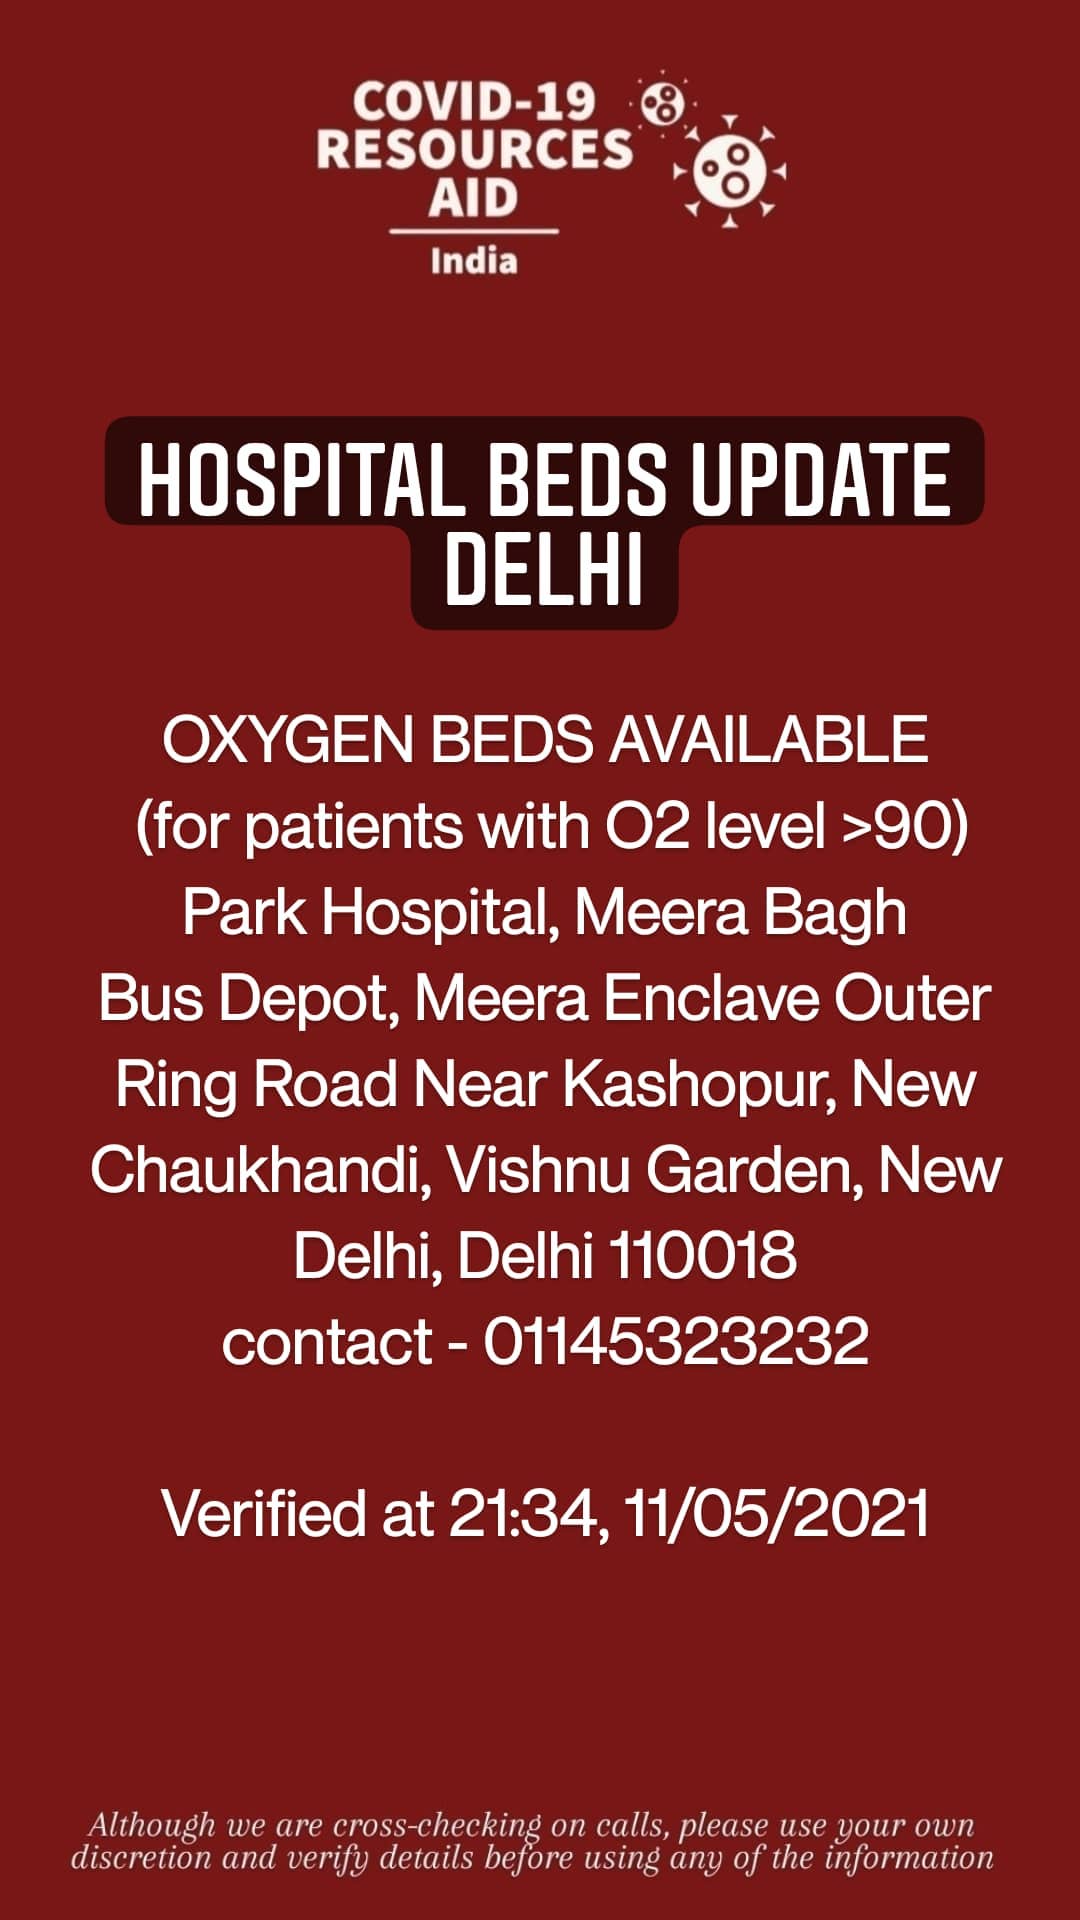 COVID-19
RESOURCES
AID
India
HOSPITAL BEDS UPDATE
DELHI
OXYGEN BEDS AVAILABLE
(for patients with O2 level >90)
Park Hospital, Meera Bagh
Bus Depot, Meera Enclave Outer
Ring Road Near Kashopur, New
Chaukhandi, Vishnu Garden, New
Delhi, Delhi 110018
contact - 01145323232
Verified at 21:34, 11/05/2021
Although we are cross-checking on calls, please use your own
discretion and verify details before using any of the information